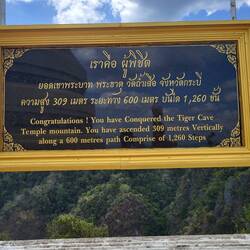 เราคือ ผู้พิชิต
ยอดเขาพระบาท พระธาตุ วัดถ้ำเสือ จังหวัดกระบี่
ความสูง 309 เมตร ระยะทาง 600 เมตร บันได 1,260 ขั้น
Congratulations ! You have Conquered the Tiger Cave
Temple mountain. You have ascended 309 metres Vertically
along a 600 metres path Comprise of 1,260 Steps